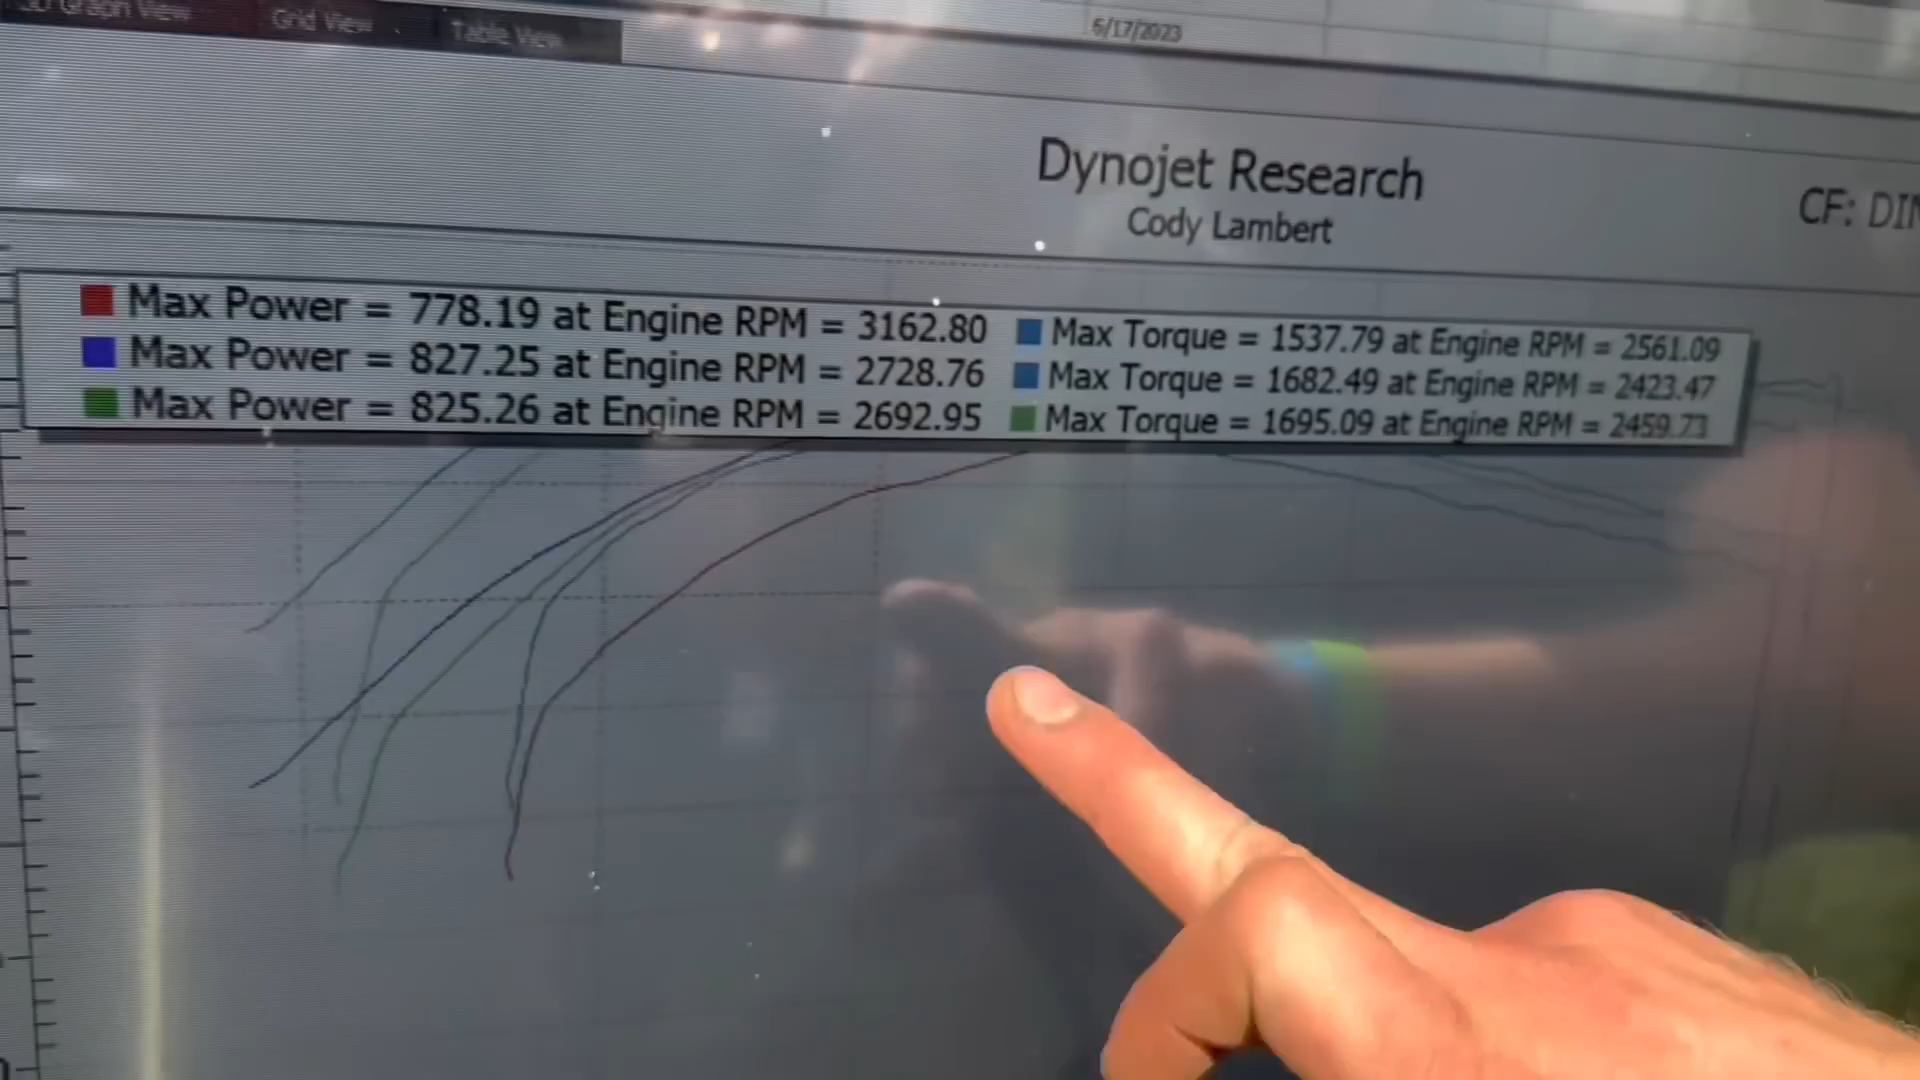 Graph View
Grid View
Table View
6/17/2023
Dynojet Research
Cody Lambert
CF:
Max Power = 778.19 at Engine RPM = 3162.80
Max Torque = 1537.79 at Engine RPM = 2561.09
Max Power = 827.25 at Engine RPM = 2728.76
Max Torque = 1682.49 at Engine RPM = 2423.47
Max Power = 825.26 at Engine RPM = 2692.95
Max Torque = 1695.09 at Engine RPM = 2459.73